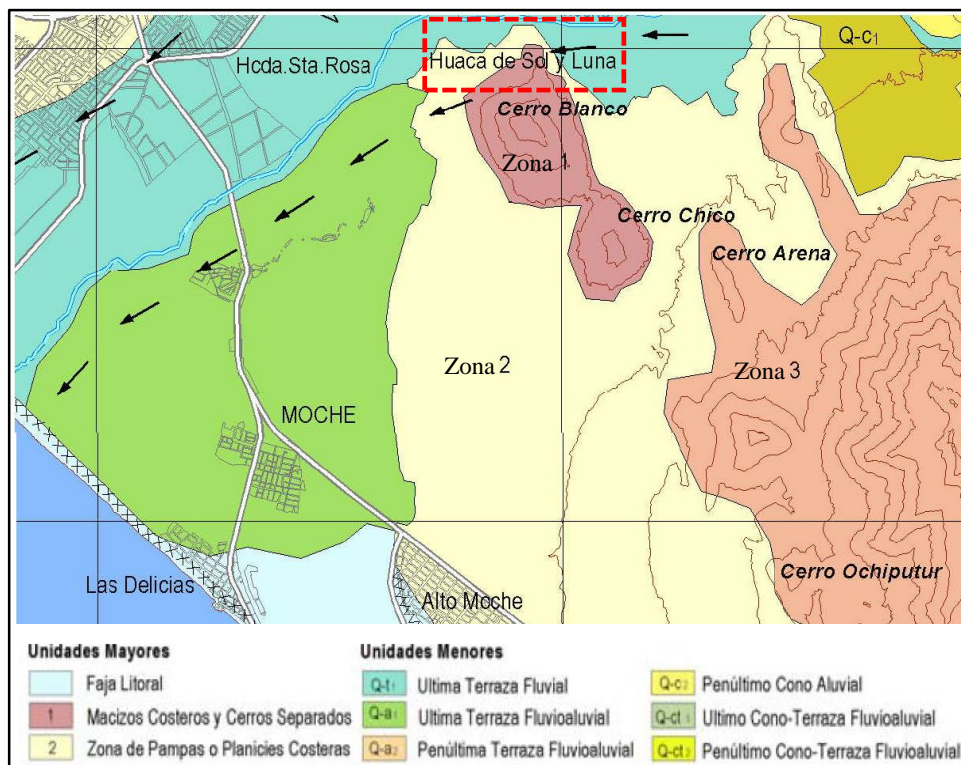 Q-c1
Hcda.Sta.Rosa
Huaca de Sol y Luna
Cerro Blanco
Zona 1
Cerro Chico
Cerro Arena
Zona 2
Zona 3
MOCHE
Cerro Ochiputur
Las Delicias
Alto Moche
Unidades Mayores
Faja Litoral
1 Macizos Costeros y Cerros Separados
2 Zona de Pampas o Planicies Costeras
Unidades Menores
Q-t1 Ultima Terraza Fluvial
Q-a1 Ultima Terraza Fluvioaluvial
Q-a2 Penúltima Terraza Fluvioaluvial
Q-c2 Penúltimo Cono Aluvial
Q-ct1 Ultimo Cono-Terraza Fluvioaluvial
Q-ct2 Penúltimo Cono-Terraza Fluvioaluvial